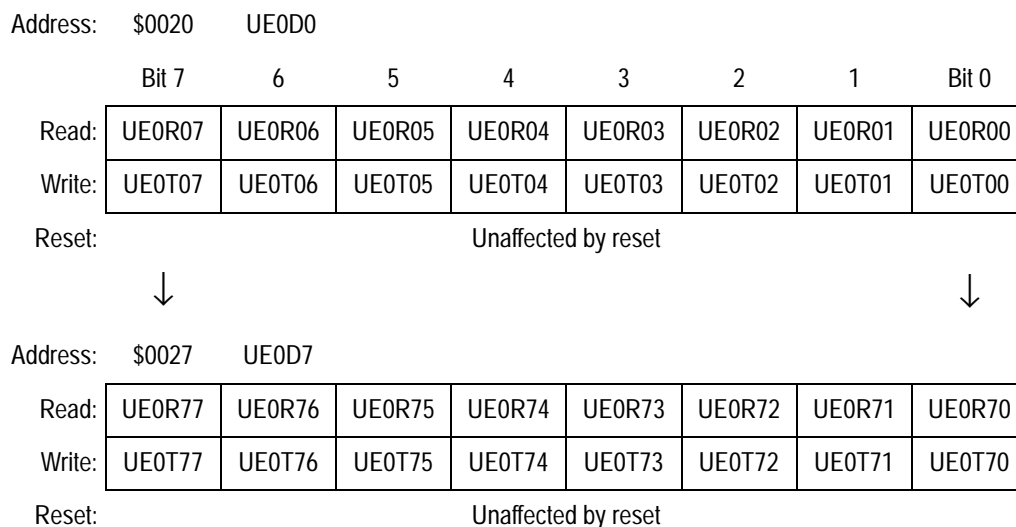 Address: $0020 UE0D0
Bit 7 6 5 4 3 2 1 Bit 0
Read: UE0R07 UE0R06 UE0R05 UE0R04 UE0R03 UE0R02 UE0R01 UE0R00
Write: UE0T07 UE0T06 UE0T05 UE0T04 UE0T03 UE0T02 UE0T01 UE0T00
Reset: Unaffected by reset
↓ ↓
Address: $0027 UE0D7
Read: UE0R77 UE0R76 UE0R75 UE0R74 UE0R73 UE0R72 UE0R71 UE0R70
Write: UE0T77 UE0T76 UE0T75 UE0T74 UE0T73 UE0T72 UE0T71 UE0T70
Reset: Unaffected by reset